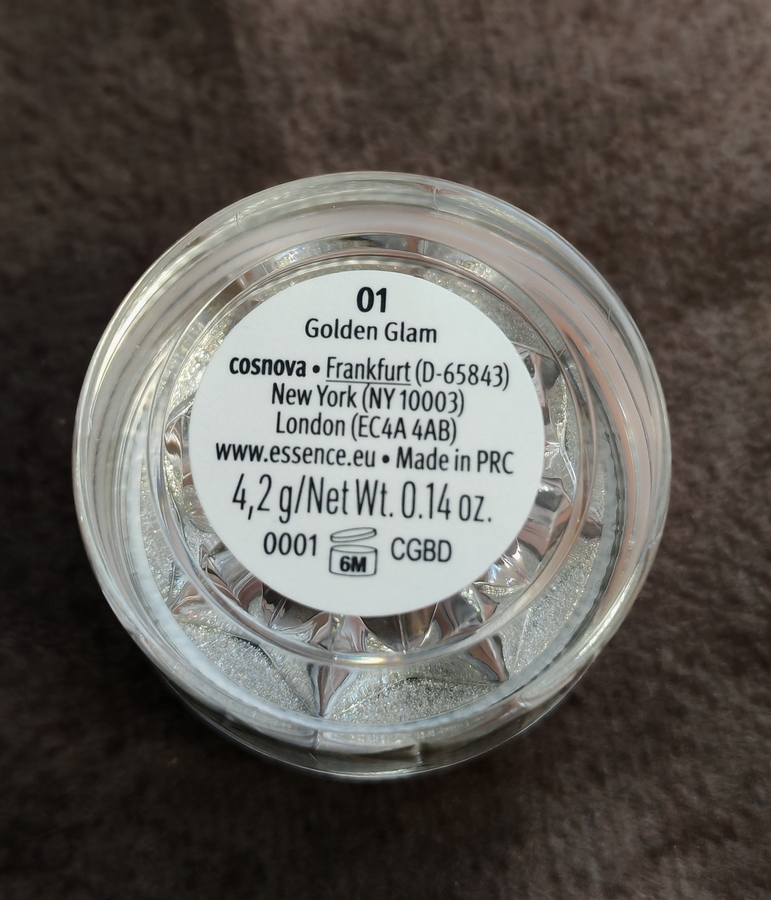 01
Golden Glam
cosnova • Frankfurt (D-65843)
New York (NY 10003)
London (EC4A 4AB)
www.essence.eu • Made in PRC
4,2 g/Net Wt. 0.14 oz.
0001 6M CGBD